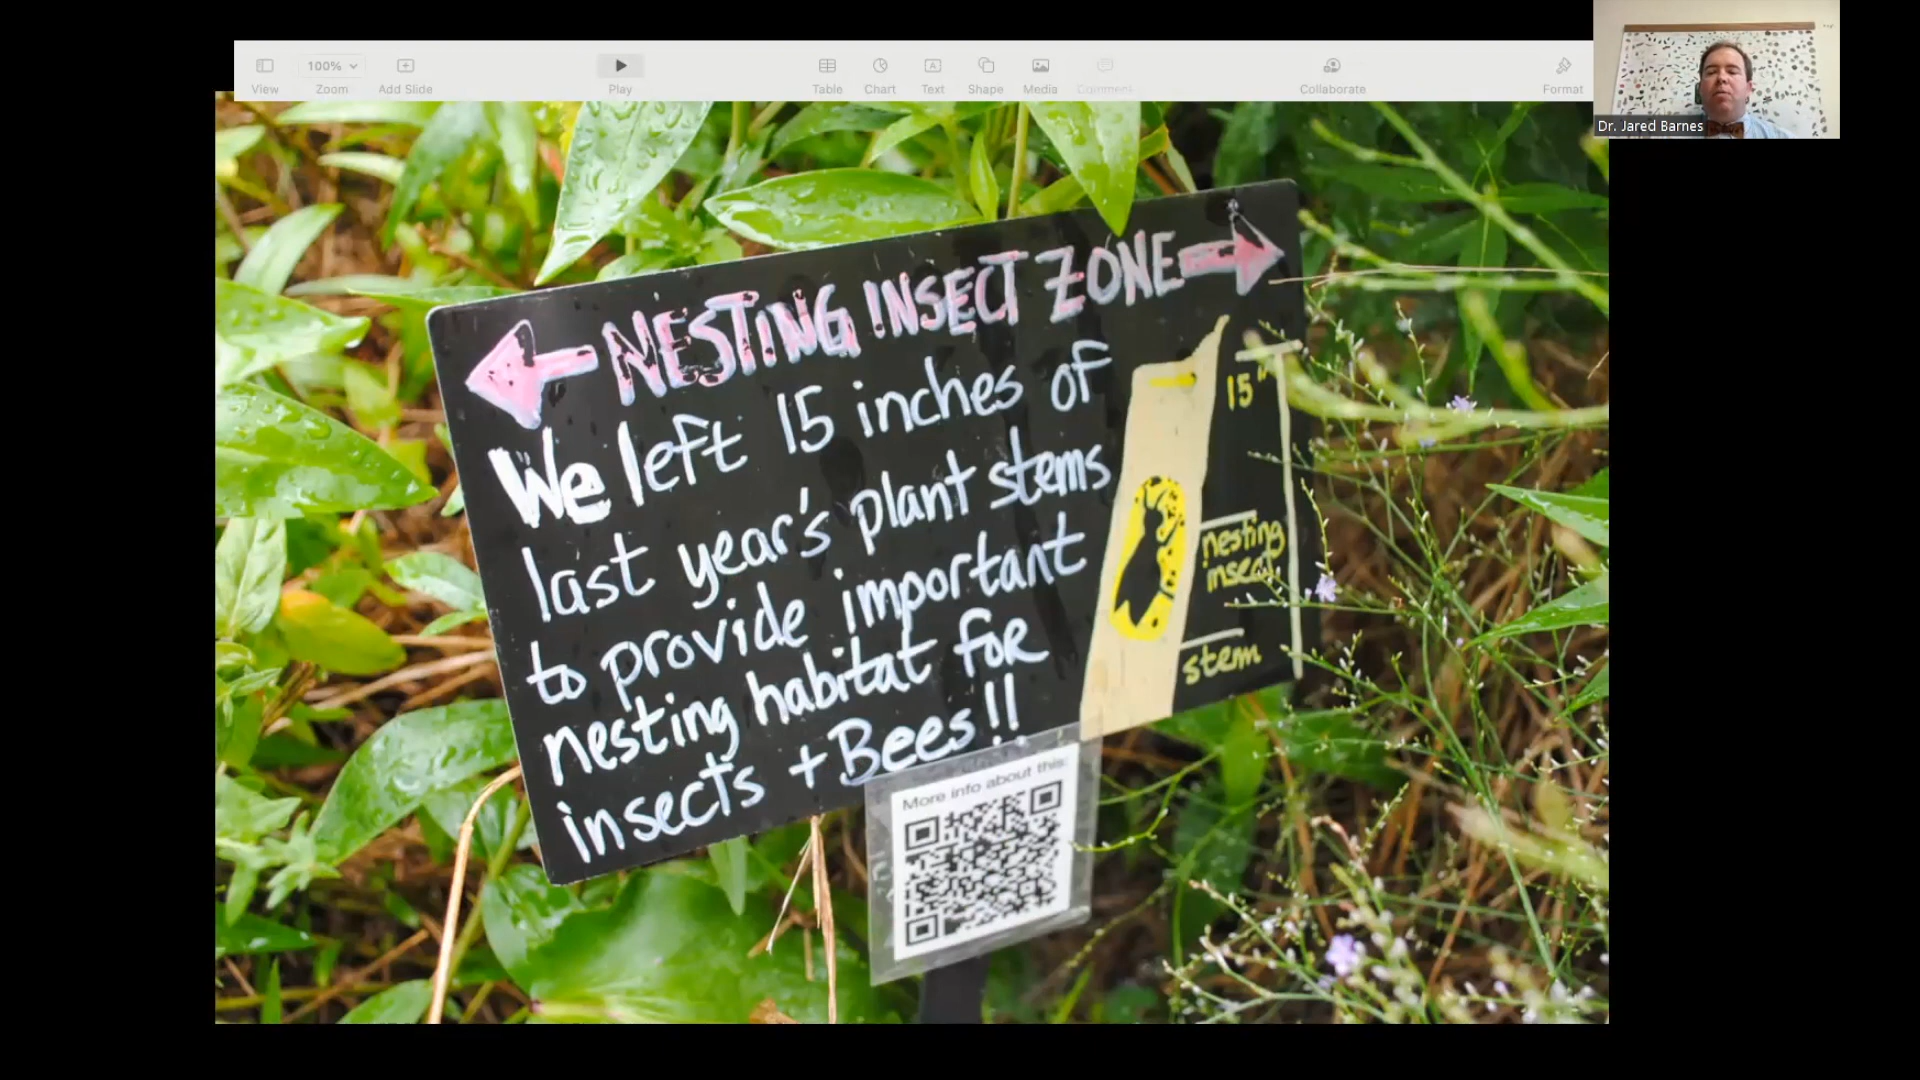 View
100%
Zoom
Add Slide
Play
Table
Chart
Text
Shape
Media
Comment
Collaborate
Format
Dr. Jared Barnes
NESTING INSECT ZONE
We left 15 inches of
last year's plant stems
to provide important
nesting habitat for
insects + Bees!!
15"
nesting
insect
stem
More info about this: